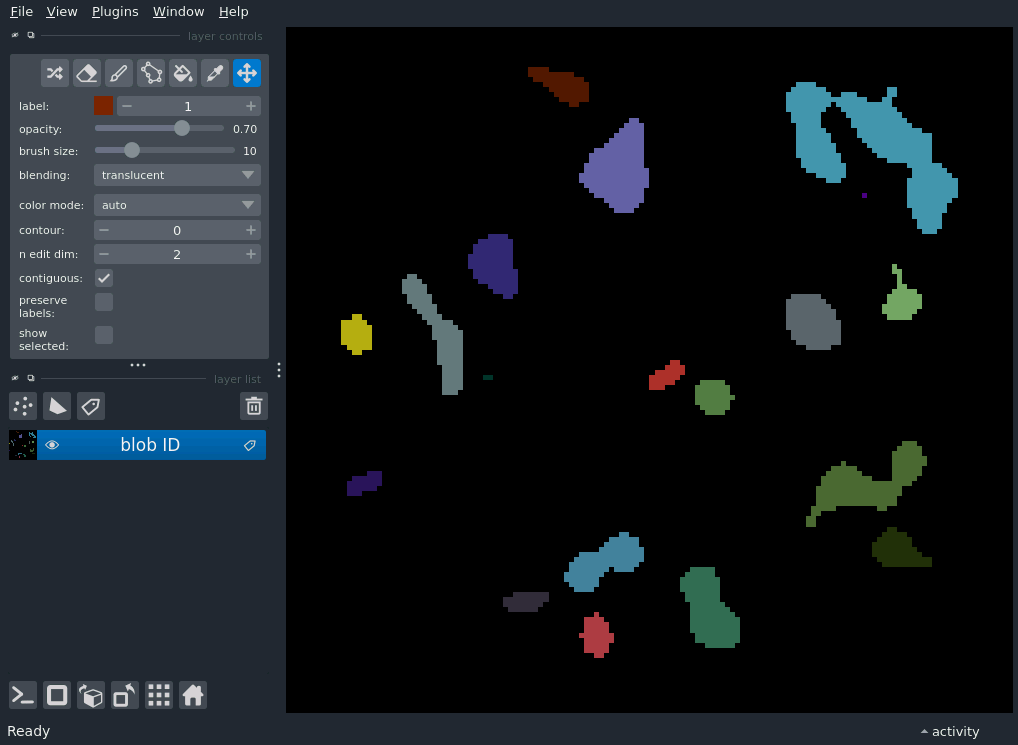 File View Plugins Window Help
layer controls
label: 1
opacity: 0.70
brush size: 10
blending: translucent
color mode: auto
contour: 0
n edit dim: 2
contiguous:
preserve
labels:
show
selected:
layer list
blob ID
Ready
activity